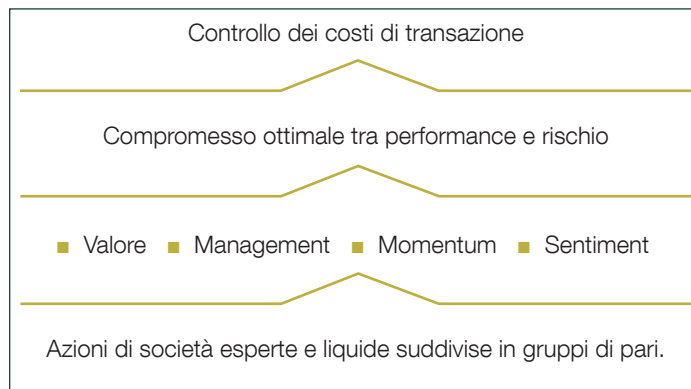 Controllo dei costi di transazione
Compromesso ottimale tra performance e rischio
■ Valore ■ Management ■ Momentum ■ Sentiment
Azioni di società esperte e liquide suddivise in gruppi di pari.